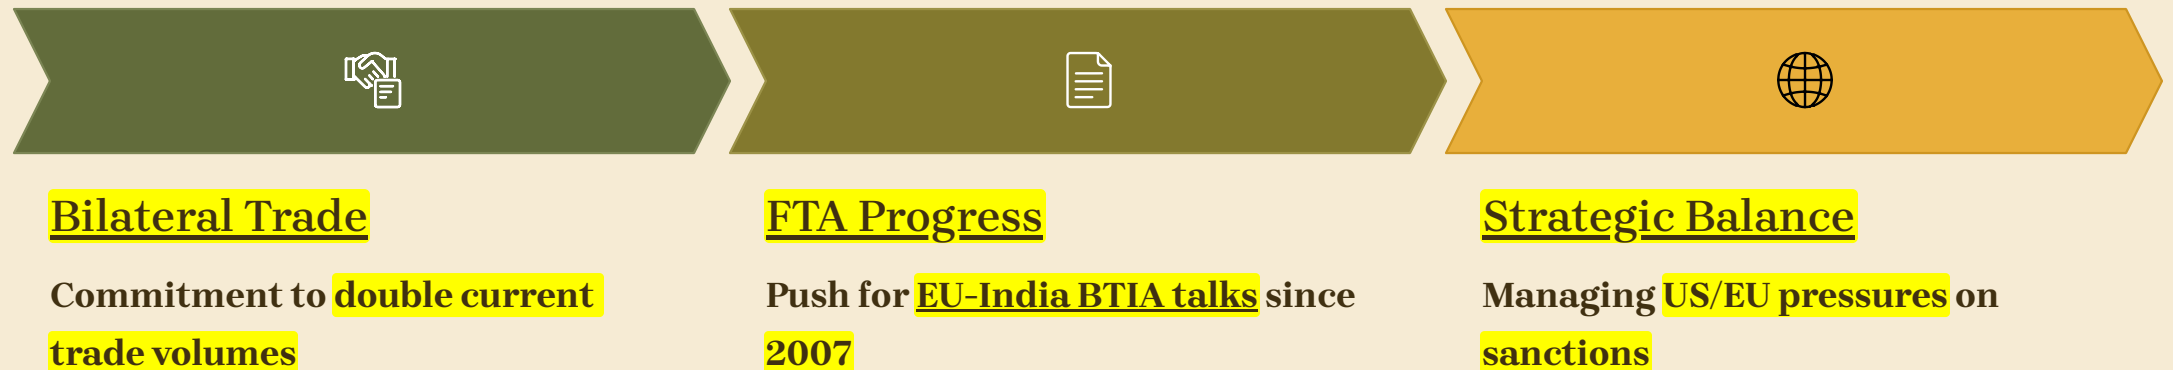 Bilateral Trade
Commitment to double current
trade volumes
FTA Progress
Push for EU-India BTIA talks since
2007
Strategic Balance
Managing US/EU pressures on
sanctions